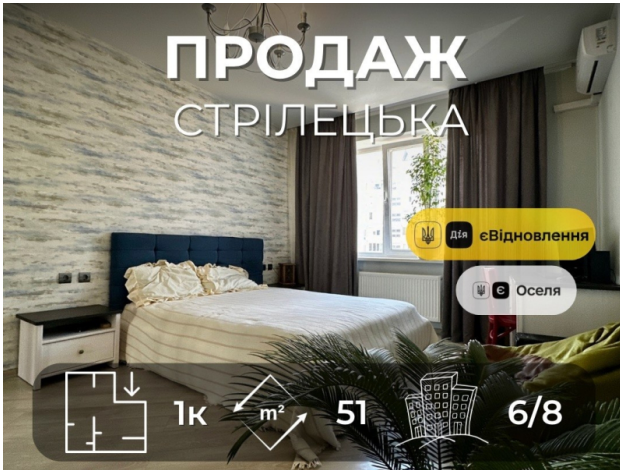 ПРОДАЖ
СТРІЛЕЦЬКА
Дія єВідновлення
Є Оселя
1к m² 51 6/8